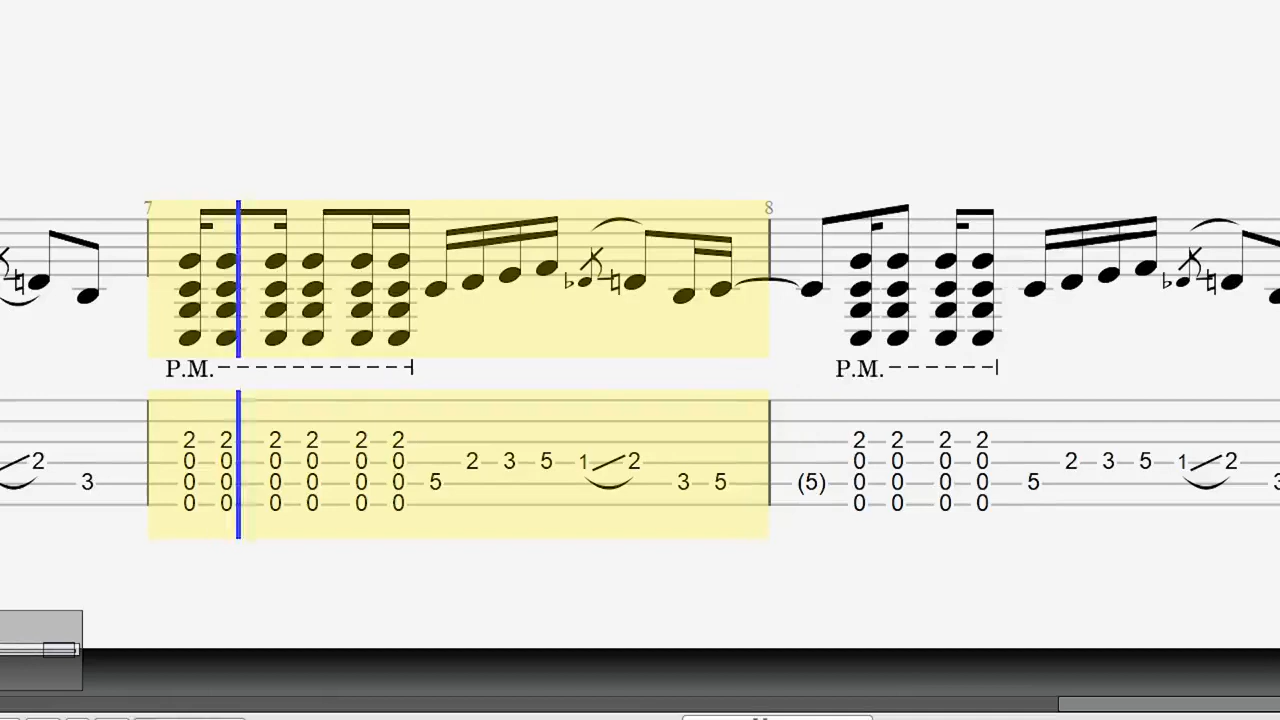 7 8
P.M. P.M.
2 2 2 2 2 2 2 2 2 2
2 0 0 0 0 0 0 2 3 5 1 2 0 0 0 0 2 3 5 1 2
3 0 0 0 0 0 0 5 3 5 (5) 0 0 0 0 5
0 0 0 0 0 0 0 0 0 0